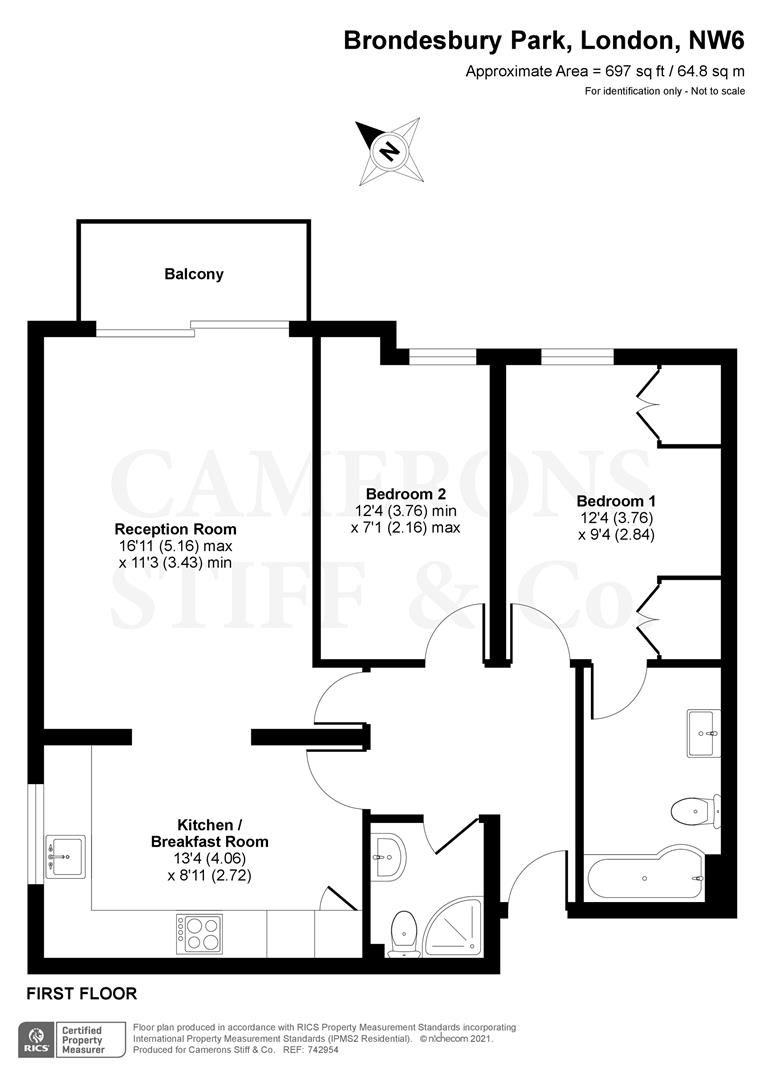 Brondesbury Park, London, NW6
Approximate Area = 697 sq ft / 64.8 sq m
For identification only - Not to scale
N
Balcony
CAMERONS
STIFF & Co.
Reception Room
16'11 (5.16) max
x 11'3 (3.43) min
Bedroom 2
12'4 (3.76) min
x 7'1 (2.16) max
Bedroom 1
12'4 (3.76)
x 9'4 (2.84)
Kitchen /
Breakfast Room
13'4 (4.06)
x 8'11 (2.72)
FIRST FLOOR
RICS
Certified
Property
Measurer
Floor plan produced in accordance with RICS Property Measurement Standards incorporating
International Property Measurement Standards (IPMS2 Residential). © nichecom 2021.
Produced for Camerons Stiff & Co. REF: 742954